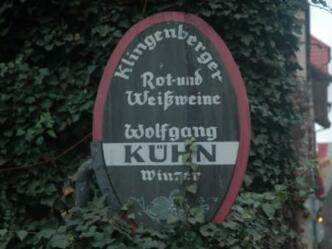 Klingenberger
Rot-und
Weißweine
Wolfgang
KÜHN
Winzer